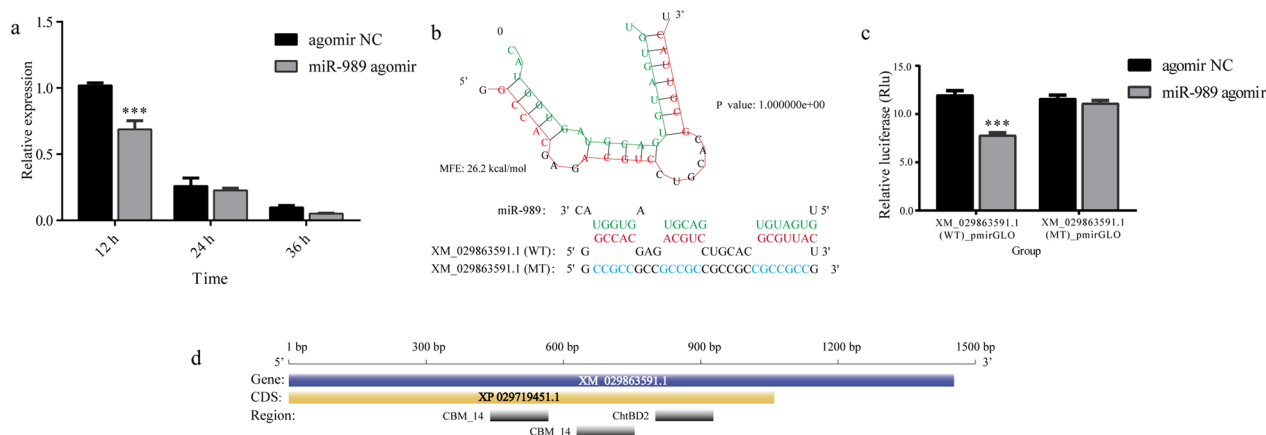 a
Relative expression
1.5
1.0
0.5
0.0
agomir NC
miR-989 agomir
***
12 h
24 h
36 h
Time
b
0
5'
3'
P value: 1.000000e+00
MFE: 26.2 kcal/mol
miR-989: 3' CA A U 5'
UGGUG UGCAG UGUAGUG
GCCAC ACGUC GCGUUAC
XM_029863591.1 (WT): 5' G GAG CUGCAC U 3'
XM_029863591.1 (MT): 5' G CCGCCGCCGCCGCCGCCGCCGCCGCCG 3'
c
Relative luciferase (Rlu)
15.0
10.0
5.0
0.0
agomir NC
miR-989 agomir
***
XM_029863591.1
(WT)_pmirGLO
XM_029863591.1
(MT)_pmirGLO
Group
d
1 bp 300 bp 600 bp 900 bp 1200 bp 1500 bp
5' 3'
Gene: XM_029863591.1
CDS: XP 029719451.1
Region: CBM_14 ChtBD2
CBM_14